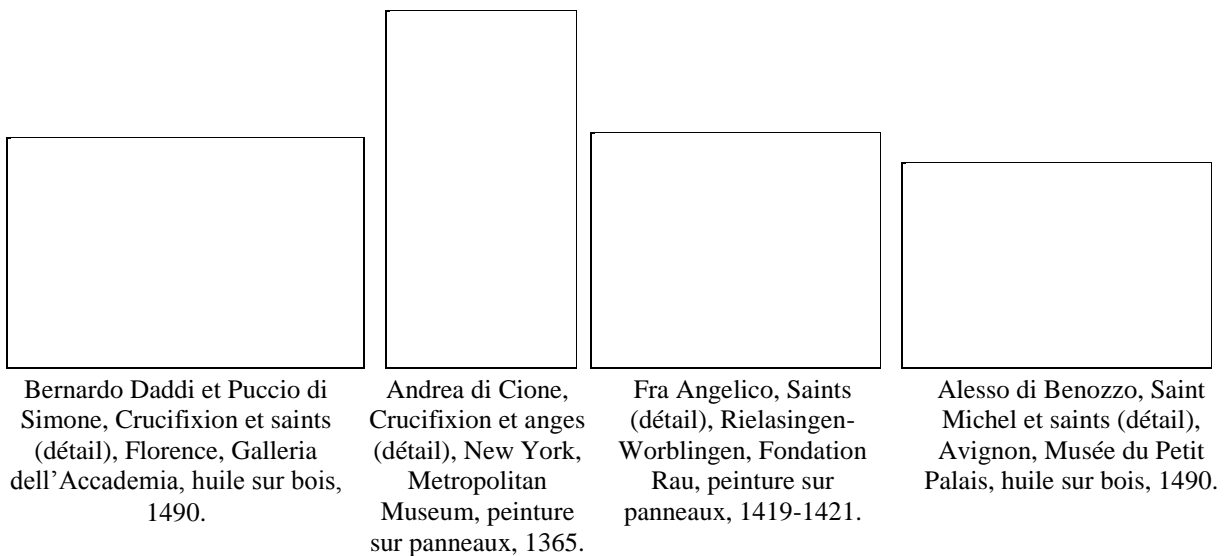 Bernardo Daddi et Puccio di
Simone, Crucifixion et saints
(détail), Florence, Galleria
dell’Accademia, huile sur bois,
1490.
Andrea di Cione,
Crucifixion et anges
(détail), New York,
Metropolitan
Museum, peinture
sur panneaux, 1365.
Fra Angelico, Saints
(détail), Rielasingen-
Worblingen, Fondation
Rau, peinture sur
panneaux, 1419-1421.
Alesso di Benozzo, Saint
Michel et saints (détail),
Avignon, Musée du Petit
Palais, huile sur bois, 1490.